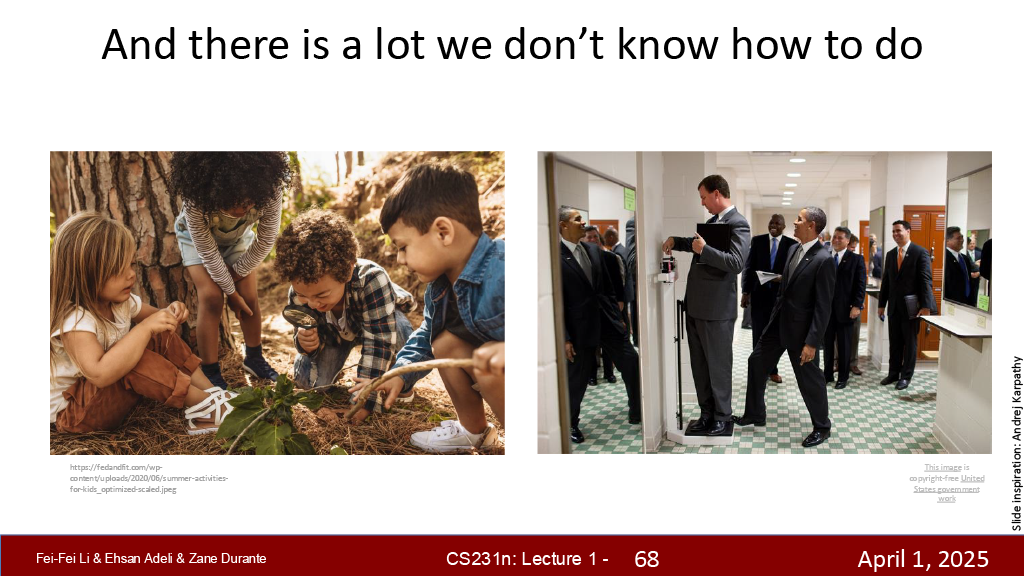 And there is a lot we don’t know how to do
https://fedandfit.com/wp-
content/uploads/2020/06/summer-activities-
for-kids_optimized-scaled.jpeg
This image is
copyright-free United
States government
work
Slide inspiration: Andrej Karpathy
Fei-Fei Li & Ehsan Adeli & Zane Durante
CS231n: Lecture 1 - 68
April 1, 2025